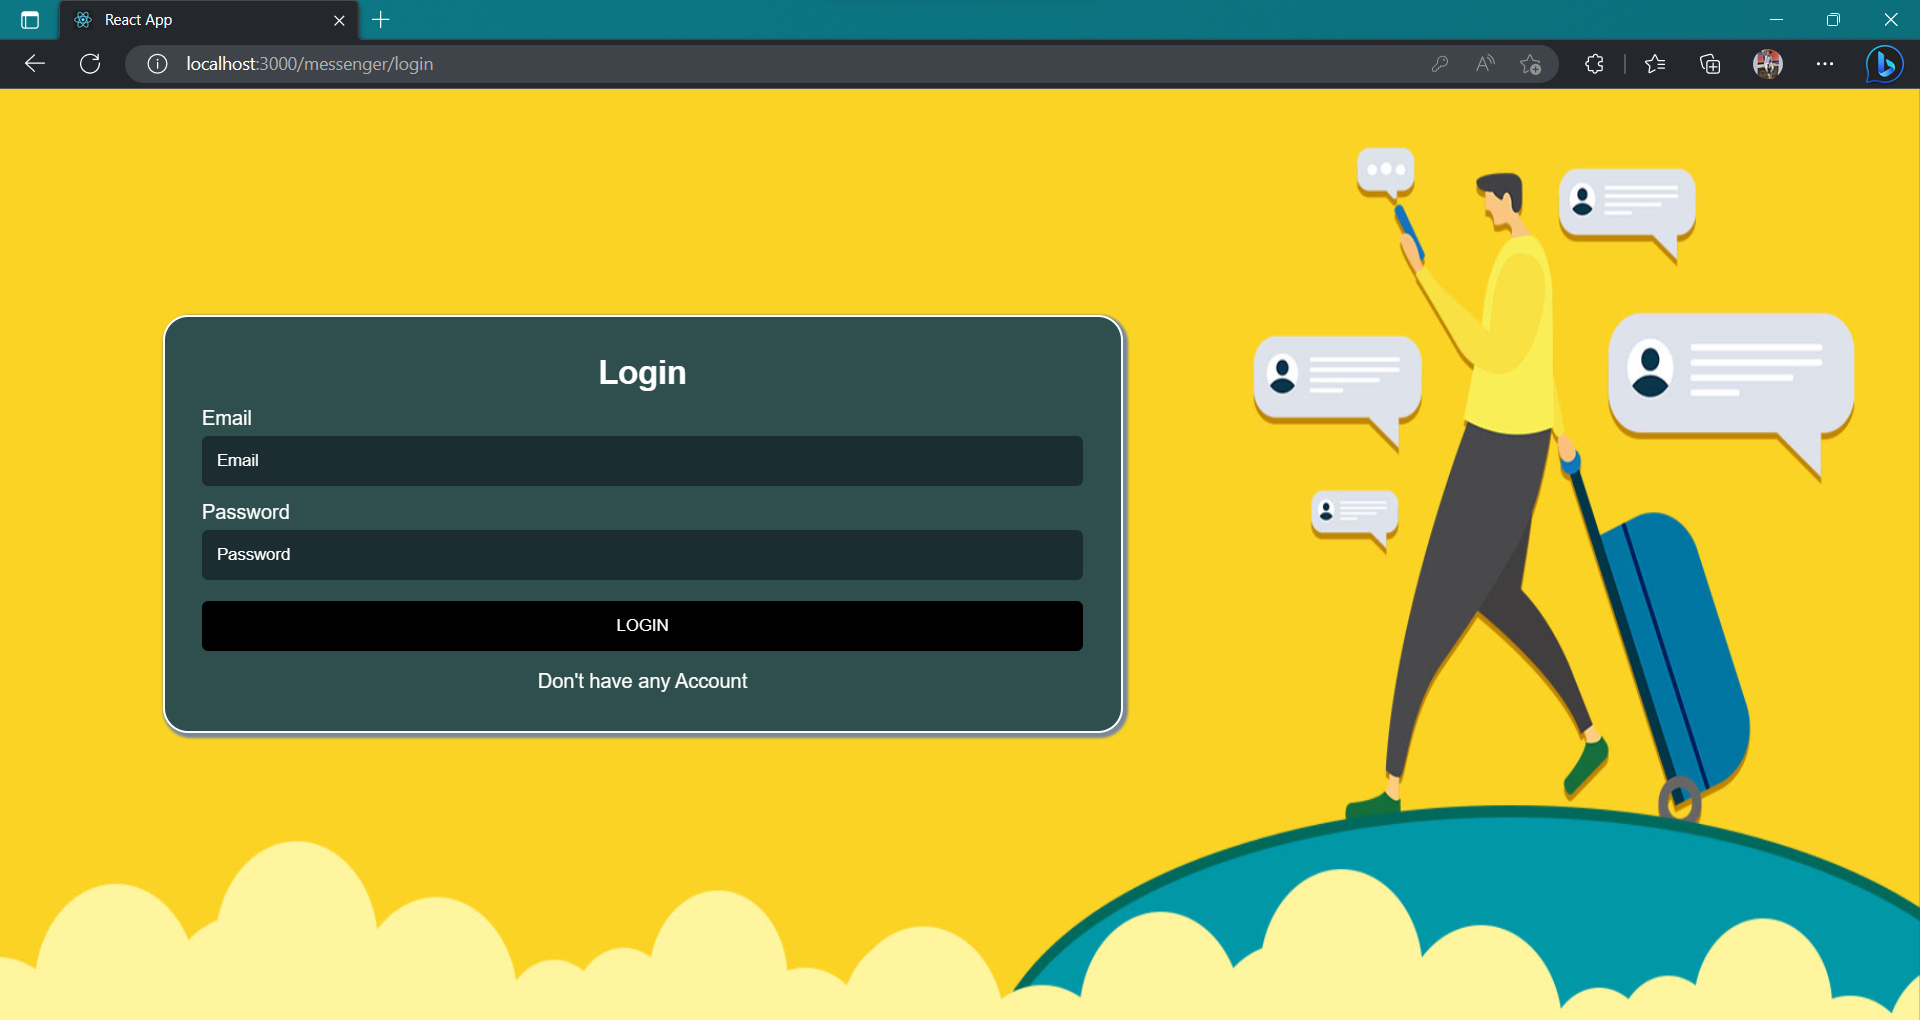 React App
localhost:3000/messenger/login
Login
Email
Email
Password
Password
LOGIN
Don't have any Account